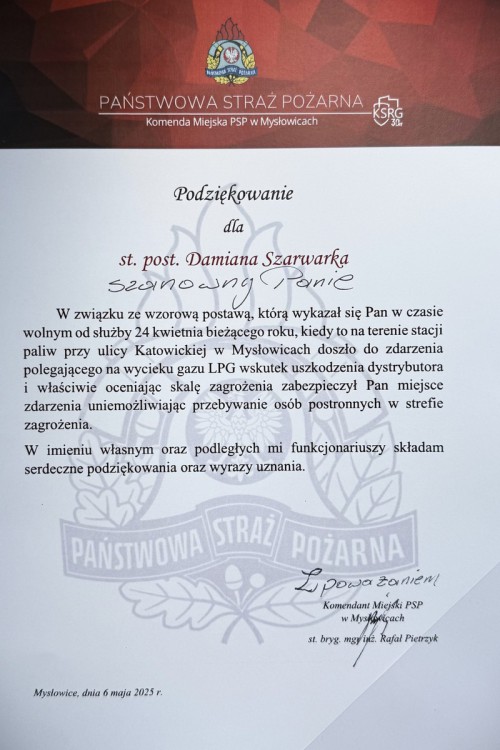 PAŃSTWOWA STRAŻ POŻARNA
PAŃSTWOWA STRAŻ POŻARNA
KSRG
30 lat
Komenda Miejska PSP w Mysłowicach
Podziękowanie
dla
st. post. Damiana Szarwarka
Szanowny Panie
W związku ze wzorową postawą, którą wykazał się Pan w czasie
wolnym od służby 24 kwietnia bieżącego roku, kiedy to na terenie stacji
paliw przy ulicy Katowickiej w Mysłowicach doszło do zdarzenia
polegającego na wycieku gazu LPG wskutek uszkodzenia dystrybutora
i właściwie oceniając skalę zagrożenia zabezpieczył Pan miejsce
zdarzenia uniemożliwiając przebywanie osób postronnych w strefie
zagrożenia.
W imieniu własnym oraz podległych mi funkcjonariuszy składam
serdeczne podziękowania oraz wyrazy uznania.
PAŃSTWOWA STRAŻ POŻARNA
Z poważaniem
Komendant Miejski PSP
w Mysłowicach
st. bryg. mgr inż. Rafał Pietrzyk
Mysłowice, dnia 6 maja 2025 r.